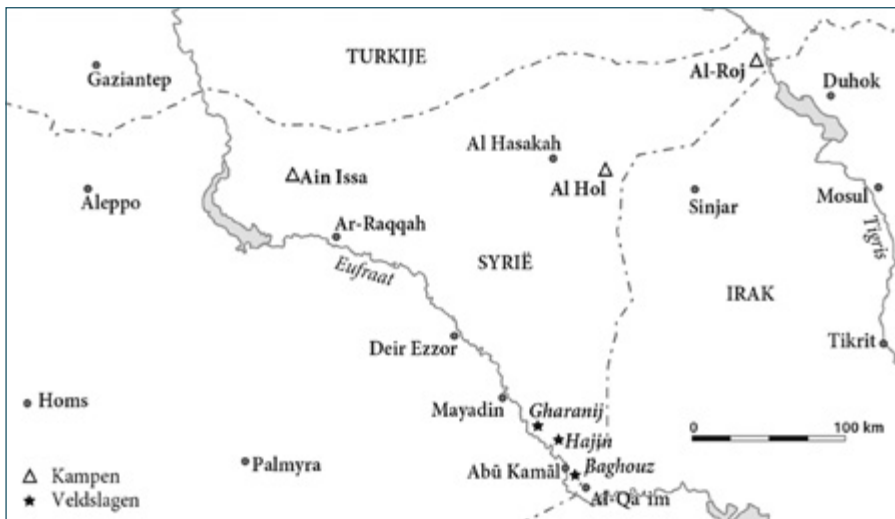 TURKIJE
Gaziantep
Al-Roj
Duhok
Al Hasakah
Ain Issa
Al Hol
Aleppo
Sinjar
Mosul
Ar-Raqqah
Tigris
Eufraat
SYRIË
IRAK
Deir Ezzor
Tikrit
Homs
Mayadin
Gharanij
0 100 km
Hajin
Palmyra
Abū Kamāl
Baghouz
Kampen
Al-Qa`im
Veldslagen